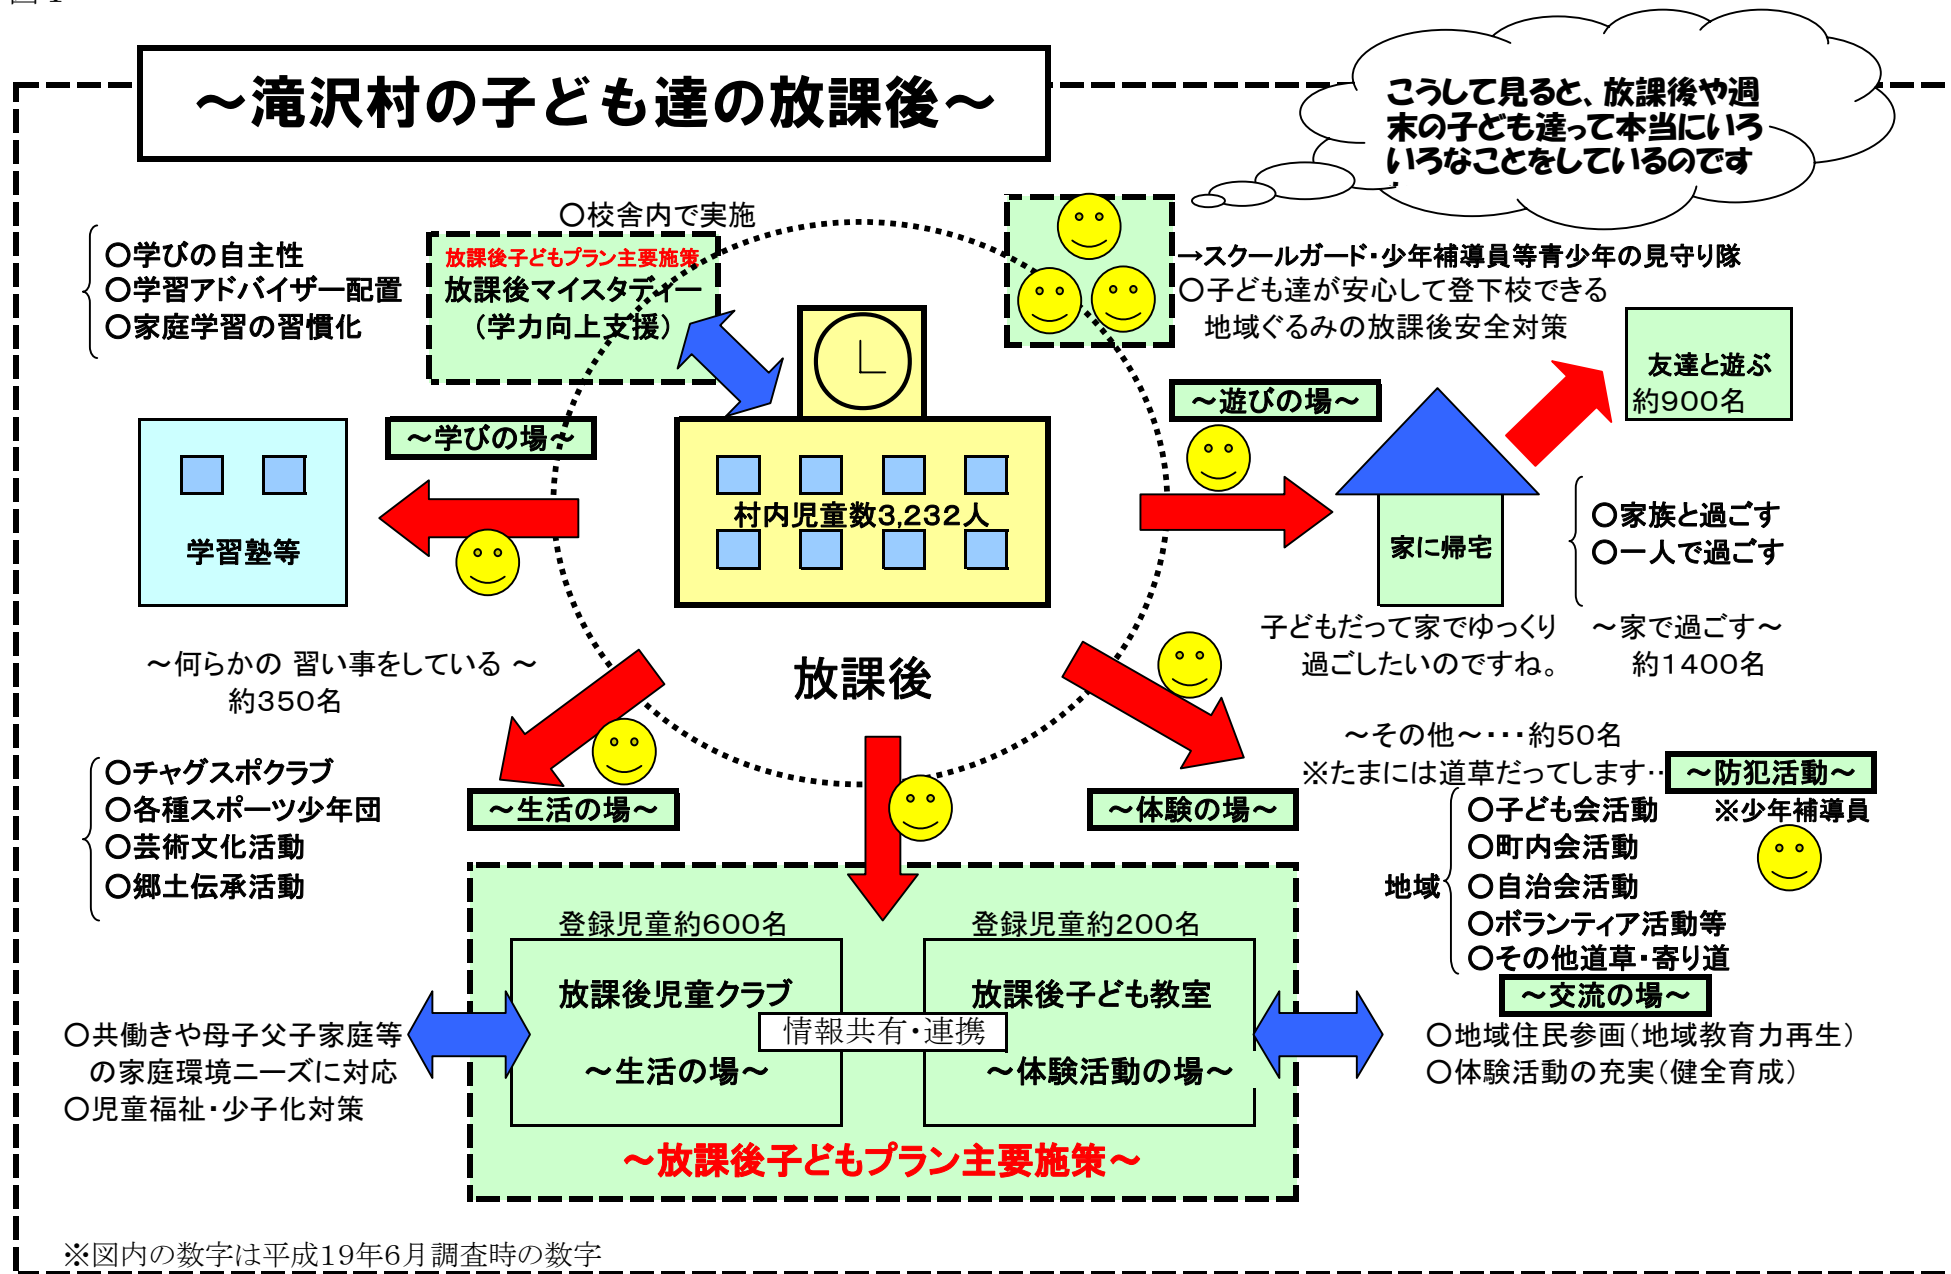 ～滝沢村の子ども達の放課後～
こうして見ると、放課後や週
末の子ども達って本当にいろ
いろなことをしているのです
○校舎内で実施
○学びの自主性
○学習アドバイザー配置
○家庭学習の習慣化
放課後子どもプラン主要施策
放課後マイスタディー
（学力向上支援）
→スクールガード・少年補導員等青少年の見守り隊
○子ども達が安心して登下校できる
地域ぐるみの放課後安全対策
友達と遊ぶ
約900名
～遊びの場～
～学びの場～
学習塾等
村内児童数3,232人
家に帰宅
○家族と過ごす
○一人で過ごす
子どもだって家でゆっくり
過ごしたいのですね。
～家で過ごす～
約1400名
～何らかの 習い事をしている ～
約350名
放課後
～その他～・・・約50名
※たまには道草だってします‥
～防犯活動～
※少年補導員
○チャグスポクラブ
○各種スポーツ少年団
○芸術文化活動
○郷土伝承活動
～生活の場～
～体験の場～
地域
○子ども会活動
○町内会活動
○自治会活動
○ボランティア活動等
○その他道草・寄り道
～交流の場～
登録児童約600名
登録児童約200名
放課後児童クラブ
放課後子ども教室
情報共有・連携
～生活の場～
～体験活動の場～
○共働きや母子父子家庭等
の家庭環境ニーズに対応
○児童福祉・少子化対策
○地域住民参画（地域教育力再生）
○体験活動の充実（健全育成）
～放課後子どもプラン主要施策～
※図内の数字は平成19年6月調査時の数字